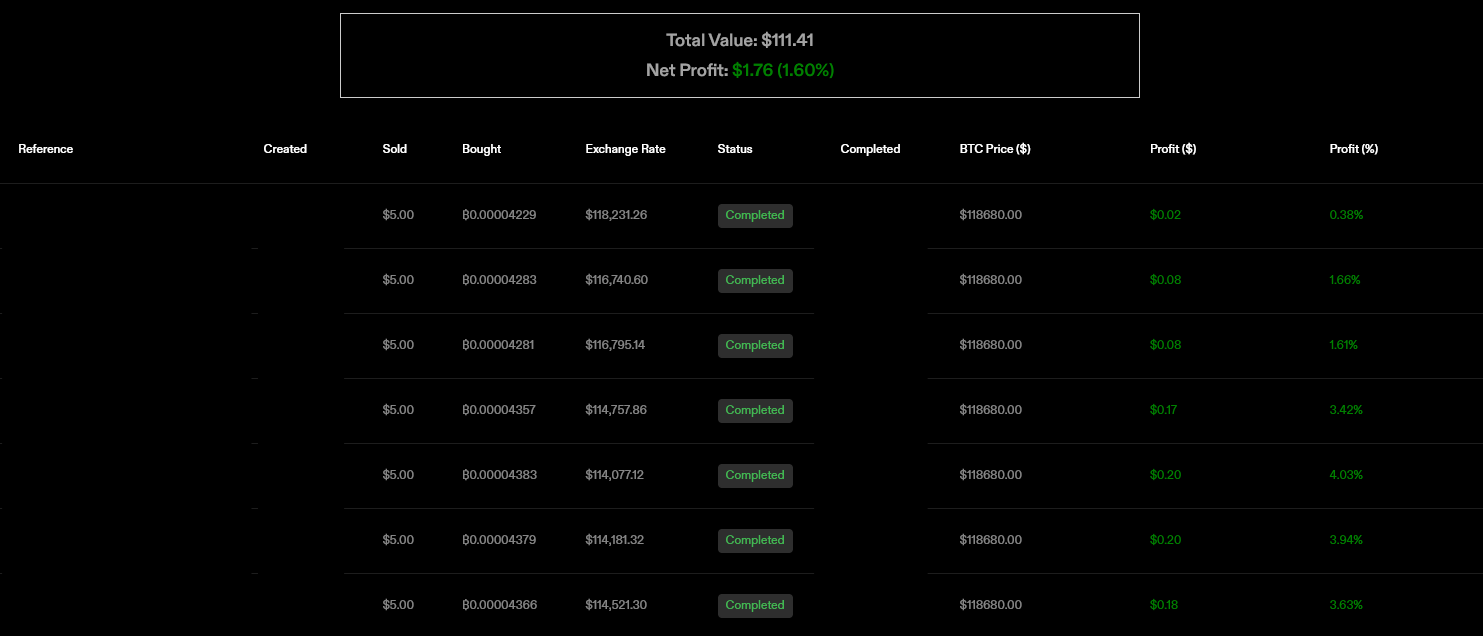 Total Value: $111.41
Net Profit: $1.76 (1.60%)
Reference Created Sold Bought Exchange Rate Status Completed BTC Price ($) Profit ($) Profit (%)
$5.00 ₿0.00004229 $118,231.26 Completed $118680.00 $0.02 0.38%
$5.00 ₿0.00004283 $116,740.60 Completed $118680.00 $0.08 1.66%
$5.00 ₿0.00004281 $116,795.14 Completed $118680.00 $0.08 1.61%
$5.00 ₿0.00004357 $114,757.86 Completed $118680.00 $0.17 3.42%
$5.00 ₿0.00004383 $114,077.12 Completed $118680.00 $0.20 4.03%
$5.00 ₿0.00004379 $114,181.32 Completed $118680.00 $0.20 3.94%
$5.00 ₿0.00004366 $114,521.30 Completed $118680.00 $0.18 3.63%